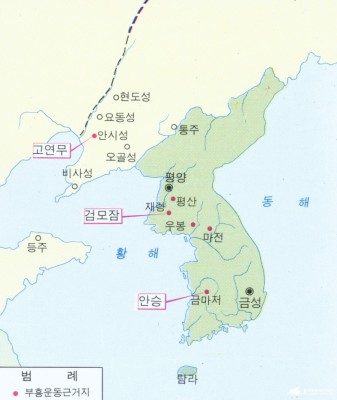 현도성
요동성
안시성
고연무
오골성
통주
비사성
평양
평산
재령
검모잠
우봉
마전
동 해
등주
황 해
안승
금마저
금성
탐라
범 례
부흥운동근거지